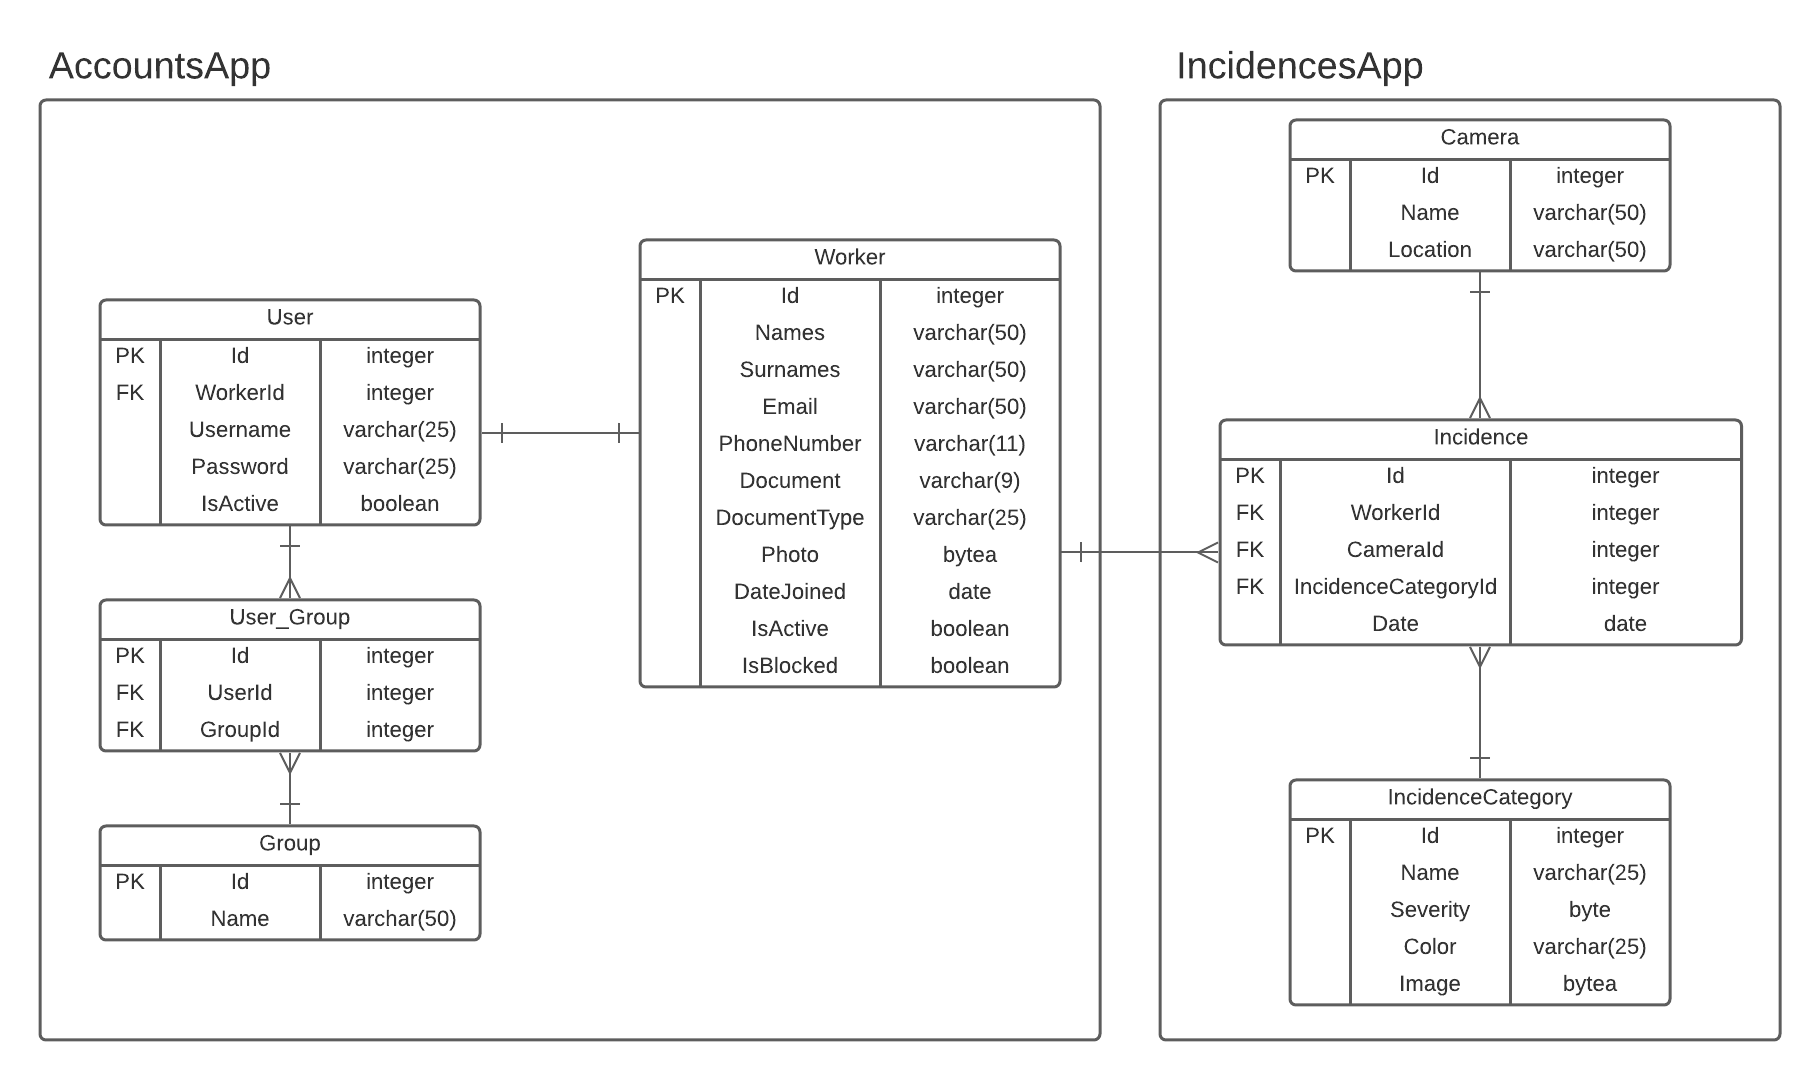 AccountsApp
User
PK Id integer
FK WorkerId integer
Username varchar(25)
Password varchar(25)
IsActive boolean
User_Group
PK Id integer
FK UserId integer
FK GroupId integer
Group
PK Id integer
Name varchar(50)
Worker
PK Id integer
Names varchar(50)
Surnames varchar(50)
Email varchar(50)
PhoneNumber varchar(11)
Document varchar(9)
DocumentType varchar(25)
Photo bytea
DateJoined date
IsActive boolean
IsBlocked boolean
IncidencesApp
Camera
PK Id integer
Name varchar(50)
Location varchar(50)
Incidence
PK Id integer
FK WorkerId integer
FK CameraId integer
FK IncidenceCategoryId integer
Date date
IncidenceCategory
PK Id integer
Name varchar(25)
Severity byte
Color varchar(25)
Image bytea